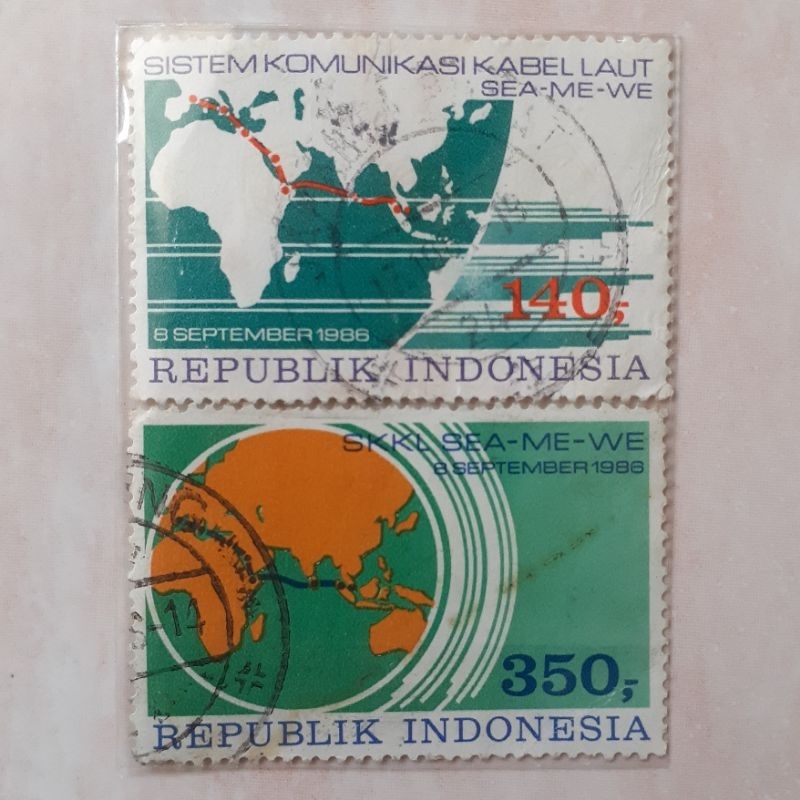 SISTEM KOMUNIKASI KABEL LAUT
SEA-ME-WE
140,-
8 SEPTEMBER 1986
REPUBLIK INDONESIA
SKKL SEA-ME-WE
8 SEPTEMBER 1986
350,-
REPUBLIK INDONESIA